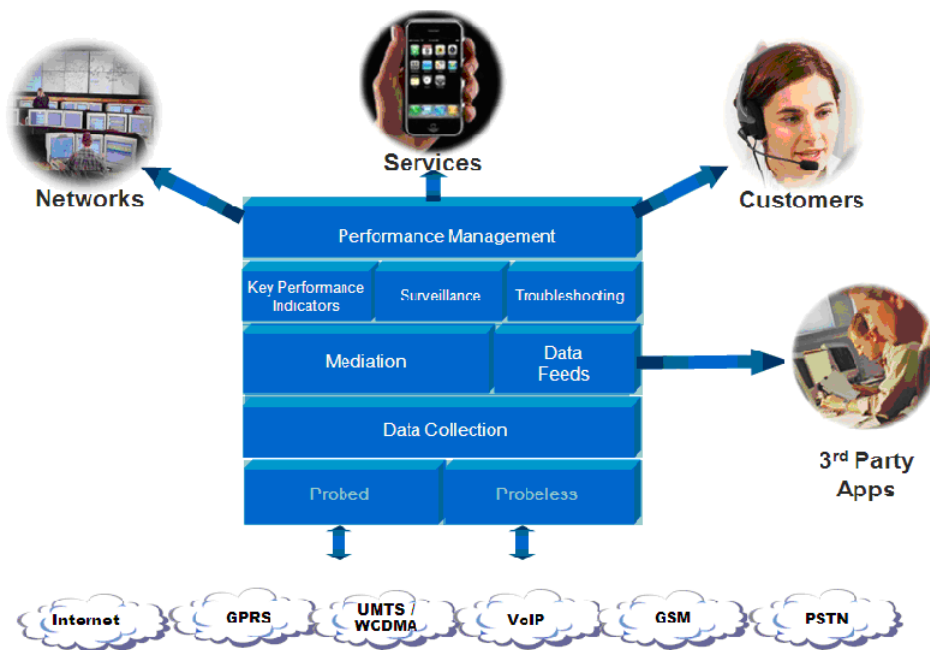 Services
Networks
Customers
Performance Management
Key Performance
Indicators
Surveillance
Troubleshooting
Mediation
Data
Feeds
Data Collection
3rd Party
Apps
Probed
Probeless
Internet
GPRS
UMTS /
WCDMA
VoIP
GSM
PSTN